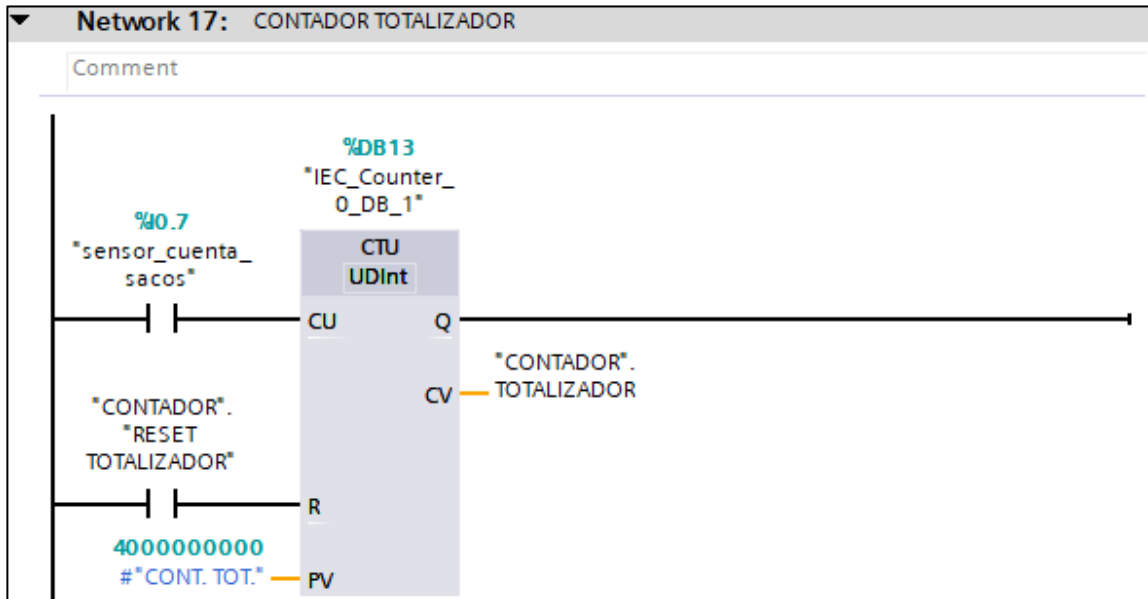 Network 17: CONTADOR TOTALIZADOR
Comment
%DB13
"IEC_Counter_
0_DB_1"
%I0.7
"sensor_cuenta_
sacos"
CTU
UDInt
CU
Q
"CONTADOR".
TOTALIZADOR
CV
"CONTADOR".
"RESET
TOTALIZADOR"
R
4000000000
#"CONT. TOT."
PV